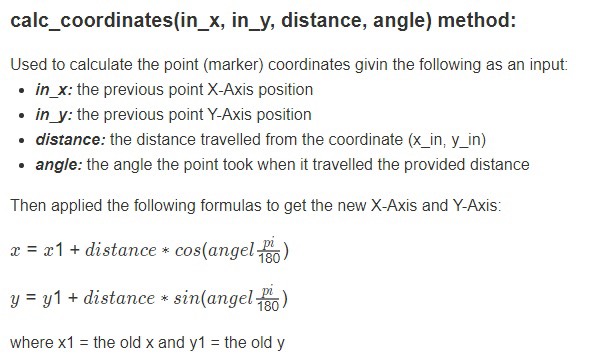 calc_coordinates(in_x, in_y, distance, angle) method:
Used to calculate the point (marker) coordinates givin the following as an input:
• in_x: the previous point X-Axis position
• in_y: the previous point Y-Axis position
• distance: the distance travelled from the coordinate (x_in, y_in)
• angle: the angle the point took when it travelled the provided distance
Then applied the following formulas to get the new X-Axis and Y-Axis:
x = x1 + distance * cos(angel pi/180)
y = y1 + distance * sin(angel pi/180)
where x1 = the old x and y1 = the old y